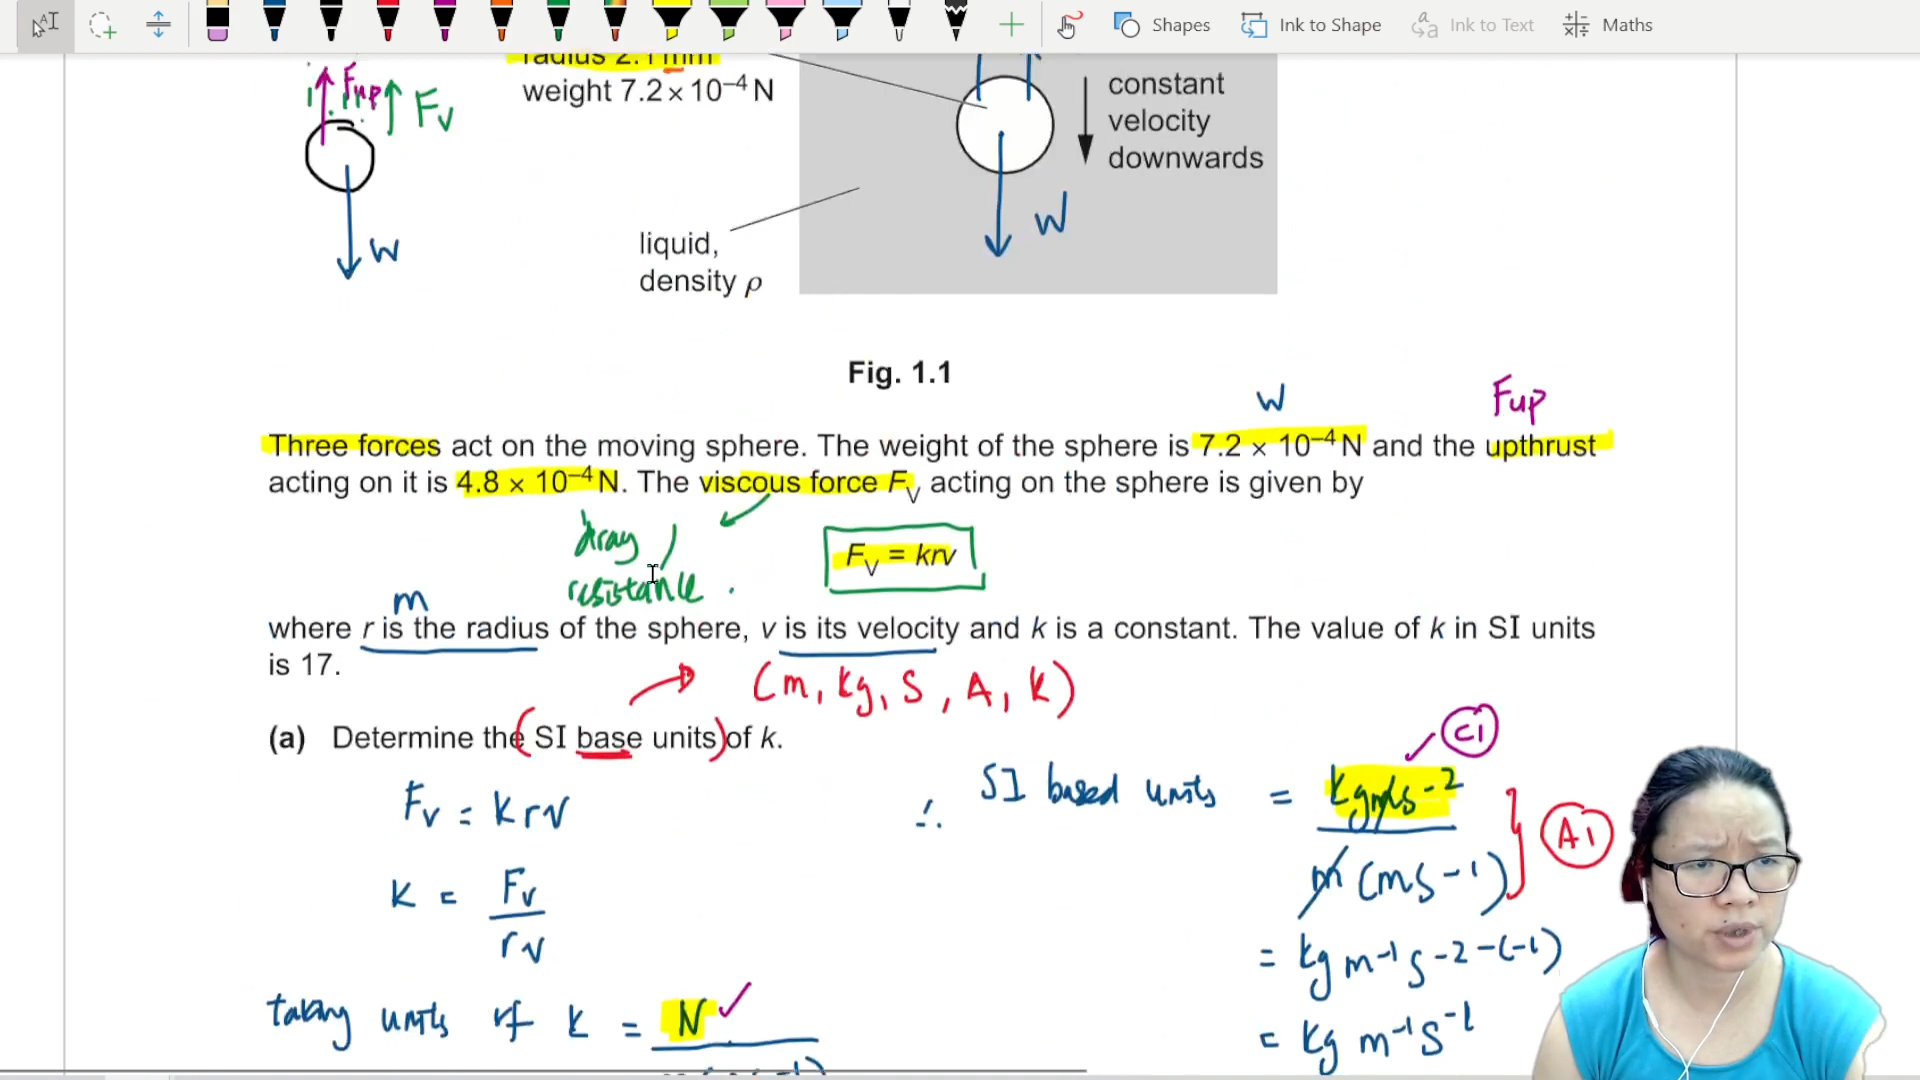 Shapes
Ink to Shape
Ink to Text
Maths
radius 2.1 mm
weight 7.2 × 10⁻⁴ N
Fup
Fv
W
constant
velocity
downwards
W
liquid,
density ρ
Fig. 1.1
W
Fup
Three forces act on the moving sphere. The weight of the sphere is 7.2 × 10⁻⁴ N and the upthrust
acting on it is 4.8 × 10⁻⁴ N. The viscous force F_V acting on the sphere is given by
drag /
resistance.
F_V = krv
m
where r is the radius of the sphere, v is its velocity and k is a constant. The value of k in SI units
is 17.
(m, kg, s, A, K)
(a) Determine the (SI base units) of k.
C1
Fv = krv
∴ SI based units = kgms⁻²
A1
m(ms⁻¹)
K = Fv
rv
= kg m⁻¹ s⁻²⁻⁽⁻¹⁾
taking units of k = N
= kg m⁻¹ s⁻¹